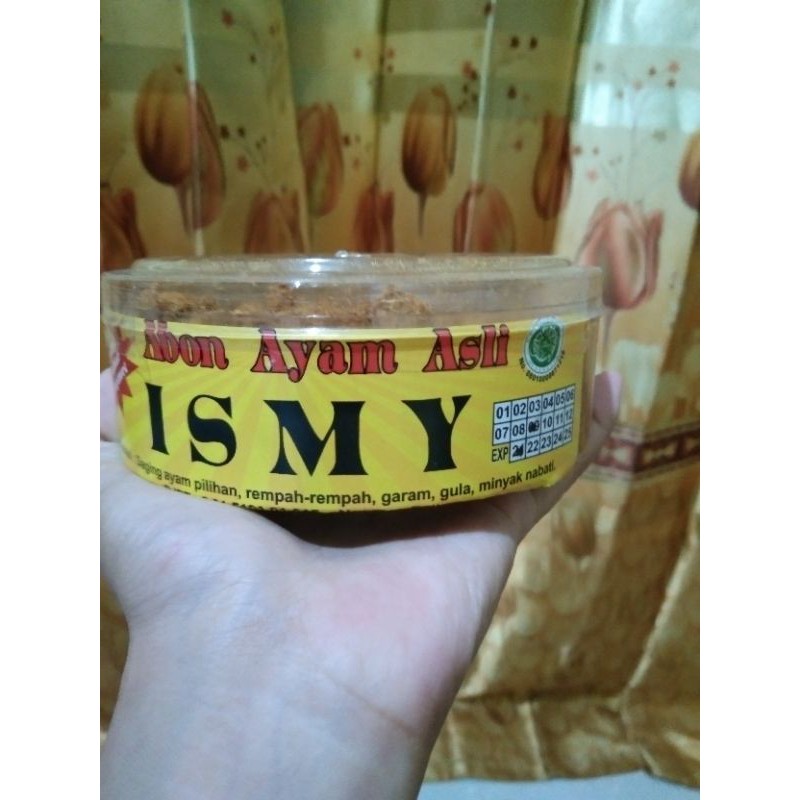 Abon Ayam Asli
ISMY
01 02 03 04 05 06
07 08 10 11 12
EXP 22 23 24 25
Daging ayam pilihan, rempah-rempah, garam, gula, minyak nabati.